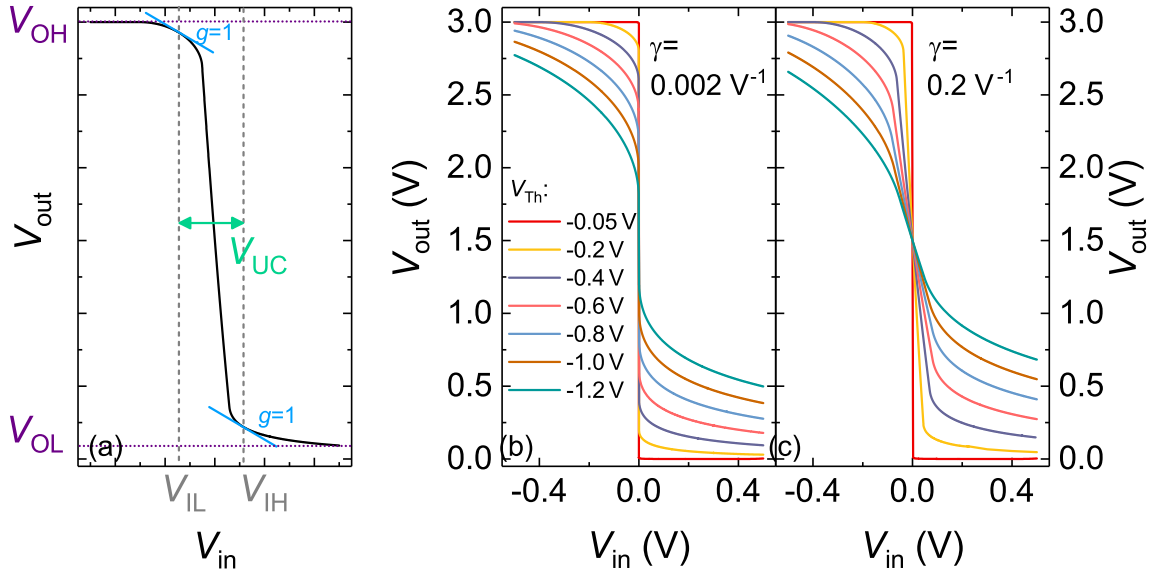 V_OH
g=1
V_out
V_UC
g=1
V_OL
(a)
V_IL
V_IH
V_in
3.0
2.5
2.0
1.5
1.0
0.5
0.0
V_out (V)
γ=
0.002 V⁻¹
V_Th:
-0.05 V
-0.2 V
-0.4 V
-0.6 V
-0.8 V
-1.0 V
-1.2 V
(b)
-0.4
0.0
0.4
V_in (V)
γ=
0.2 V⁻¹
(c)
-0.4
0.0
0.4
V_in (V)
3.0
2.5
2.0
1.5
1.0
0.5
0.0
V_out (V)